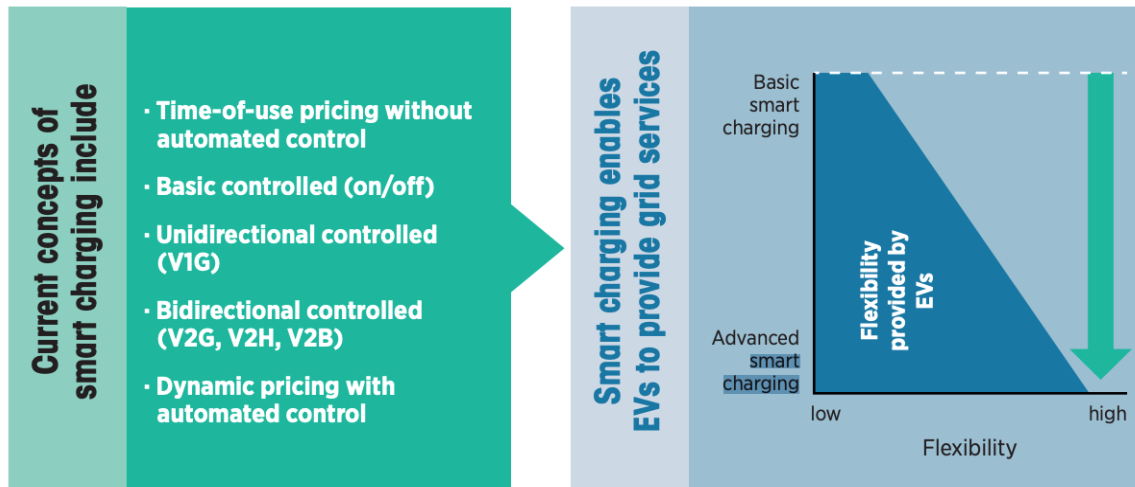 Current concepts of
smart charging include
· Time-of-use pricing without
automated control
· Basic controlled (on/off)
· Unidirectional controlled
(V1G)
· Bidirectional controlled
(V2G, V2H, V2B)
· Dynamic pricing with
automated control
Smart charging enables
EVs to provide grid services
Basic
smart
charging
Flexibility
provided by
EVs
Advanced
smart
charging
low
high
Flexibility